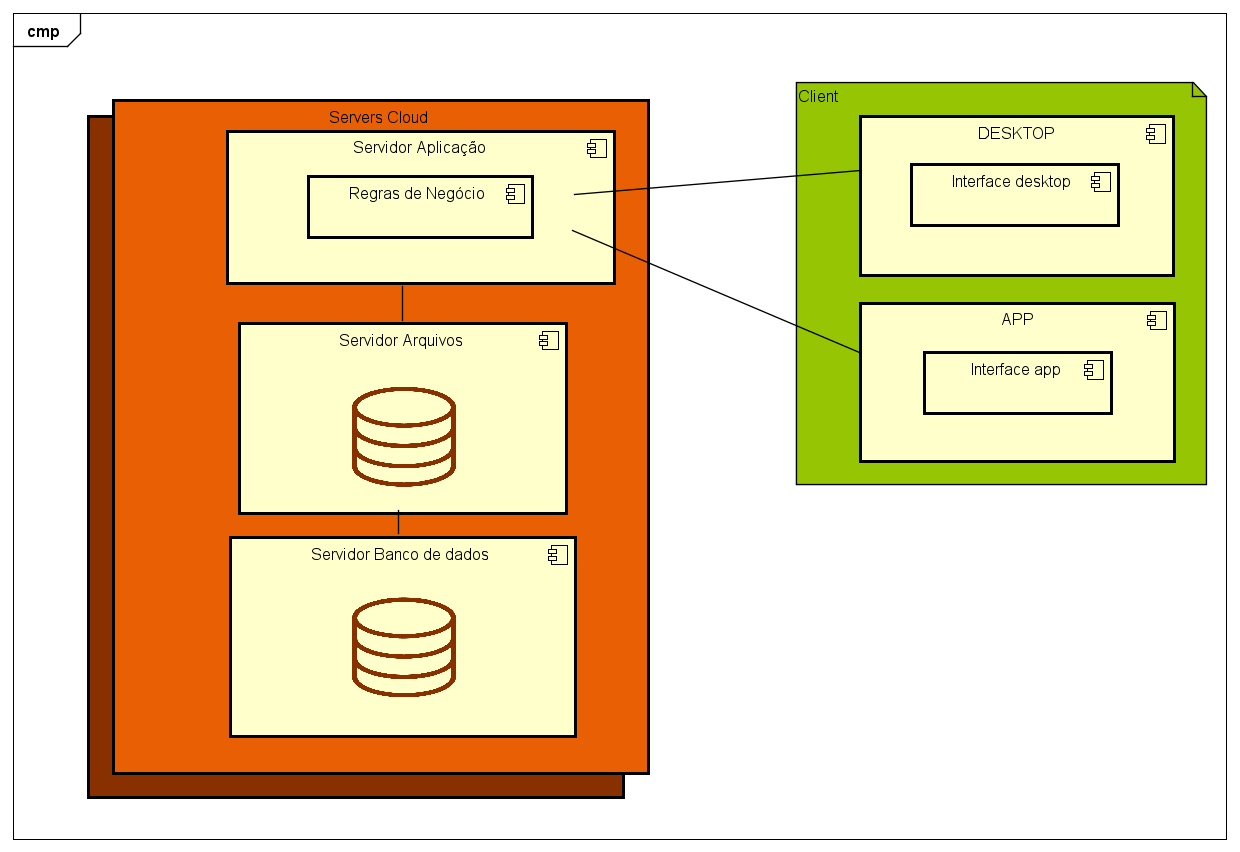 cmp
Servers Cloud
Servidor Aplicação
Regras de Negócio
Servidor Arquivos
Servidor Banco de dados
Client
DESKTOP
Interface desktop
APP
Interface app